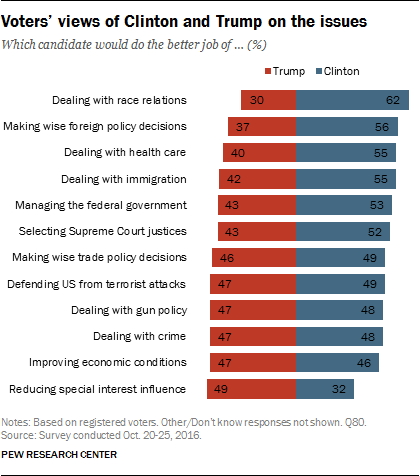 Voters' views of Clinton and Trump on the issues
Which candidate would do the better job of ... (%)
Trump Clinton
Dealing with race relations 30 62
Making wise foreign policy decisions 37 56
Dealing with health care 40 55
Dealing with immigration 42 55
Managing the federal government 43 53
Selecting Supreme Court justices 43 52
Making wise trade policy decisions 46 49
Defending US from terrorist attacks 47 49
Dealing with gun policy 47 48
Dealing with crime 47 48
Improving economic conditions 47 46
Reducing special interest influence 49 32
Notes: Based on registered voters. Other/Don't know responses not shown. Q80.
Source: Survey conducted Oct. 20-25, 2016.
PEW RESEARCH CENTER